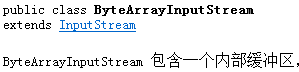 public class ByteArrayInputStream
extends InputStream
ByteArrayInputStream 包含一个内部缓冲区，